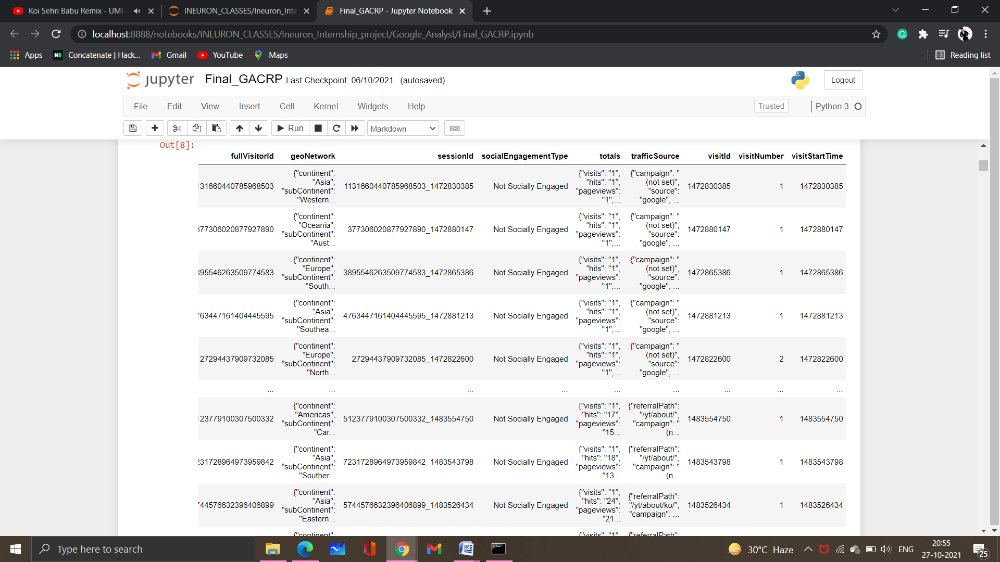 Koi Sehri Babu Remix - UMI-
INEURON_CLASSES/Ineuron_Inte
Final_GACRP - Jupyter Notebook
localhost:8888/notebooks/INEURON_CLASSES/Ineuron_Internship_project/Google_Analyst/Final_GACRP.ipynb
Apps Concatenate | Hack... Gmail YouTube Maps Reading list
jupyter Final_GACRP Last Checkpoint: 06/10/2021 (autosaved) Logout
File Edit View Insert Cell Kernel Widgets Help Trusted Python 3
Run Markdown
Out[8]:
fullVisitorId geoNetwork sessionId socialEngagementType totals trafficSource visitId visitNumber visitStartTime
{"continent": {"visits": "1", {"campaign": "
"Asia", "hits": "1", (not set)",
31660440785968503 1131660440785968503_1472830385 Not Socially Engaged 1472830385 1 1472830385
"subContinent": "pageviews": "source":
"Western... "1",... "google", ...
{"continent": {"visits": "1", {"campaign": "
"Oceania", "hits": "1", (not set)",
377306020877927890 377306020877927890_1472880147 Not Socially Engaged 1472880147 1 1472880147
"subContinent": "pageviews": "source":
"Aust... "1",... "google", ...
{"continent": {"visits": "1", {"campaign": "
"Europe", "hits": "1", (not set)",
895546263509774583 3895546263509774583_1472865386 Not Socially Engaged 1472865386 1 1472865386
"subContinent": "pageviews": "source":
"South... "1",... "google", ...
{"continent": {"visits": "1", {"campaign": "
"Asia", "hits": "1", (not set)",
763447161404445595 4763447161404445595_1472881213 Not Socially Engaged 1472881213 1 1472881213
"subContinent": "pageviews": "source":
"Southea... "1",... "google", ...
{"continent": {"visits": "1", {"campaign": "
"Europe", "hits": "1", (not set)",
27294437909732085 27294437909732085_1472822600 Not Socially Engaged 1472822600 2 1472822600
"subContinent": "pageviews": "source":
"North... "1",... "google", ...
... ... ... ... ... ... ... ... ...
{"continent": {"visits": "1", {"referralPath":
"Americas", "hits": "17", "/yt/about/",
123779100307500332 5123779100307500332_1483554750 Not Socially Engaged 1483554750 1 1483554750
"subContinent": "pageviews": "campaign": "
"Car... "15... (n...
{"continent": {"visits": "1", {"referralPath":
"Asia", "hits": "18", "/yt/about/",
231728964973959842 7231728964973959842_1483543798 Not Socially Engaged 1483543798 1 1483543798
"subContinent": "pageviews": "campaign": "
"Souther... "13... (n...
{"continent": {"visits": "1", {"referralPath":
"Asia", "hits": "24", "/yt/about/ko/",
744576632396406899 5744576632396406899_1483526434 Not Socially Engaged 1483526434 1 1483526434
"subContinent": "pageviews": "campaign": ...
"Eastern... "21...
{"continent": {"visits": "1" {"referralPath":
Type here to search
30°C Haze ENG 20:55
27-10-2021 25